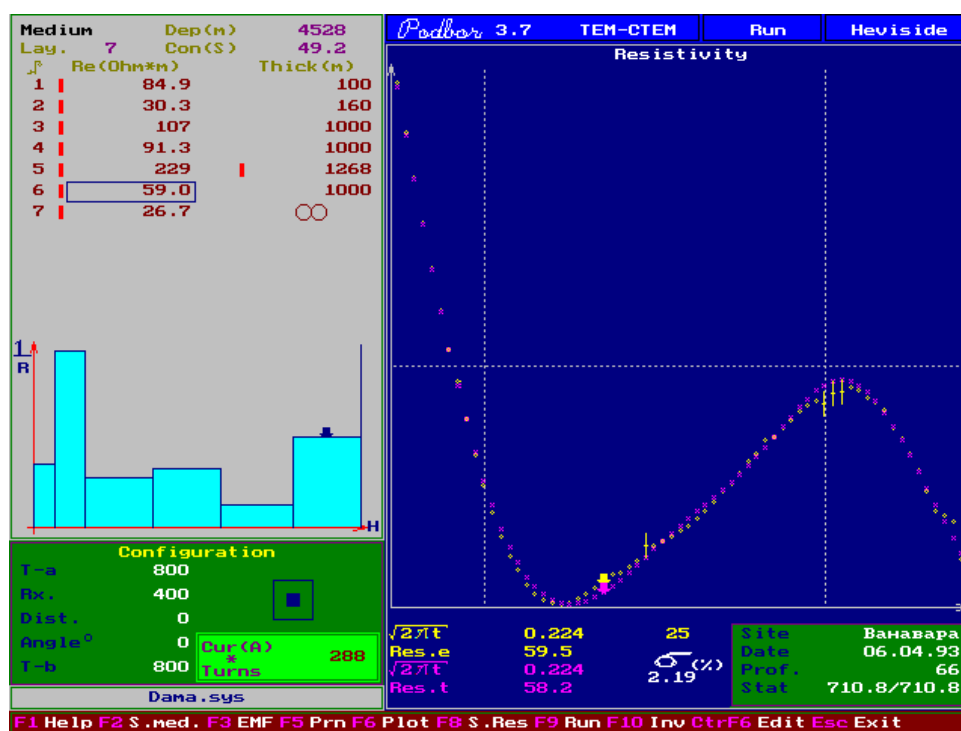 Medium Dep(m) 4528
Lay. 7 Con(S) 49.2
Re(Ohm*m) Thick(m)
1 84.9 100
2 30.3 160
3 107 1000
4 91.3 1000
5 229 1268
6 59.0 1000
7 26.7 ∞
1
R
H
Configuration
T-a 800
Rx. 400
Dist. 0
Angle° 0
T-b 800
Cur(A)
*
Turns
288
Dama.sys
Podbor 3.7 TEM-CTEM Run Heviside
Resistivity
√2πt 0.224 25
Res.e 59.5
√2πt 0.224
Res.t 58.2
σ(%)
2.19
Site Ванавара
Date 06.04.93
Prof. 66
Stat 710.8/710.8
F1 Help F2 S.med. F3 EMF F5 Prn F6 Plot F8 S.Res F9 Run F10 Inv CtrF6 Edit Esc Exit